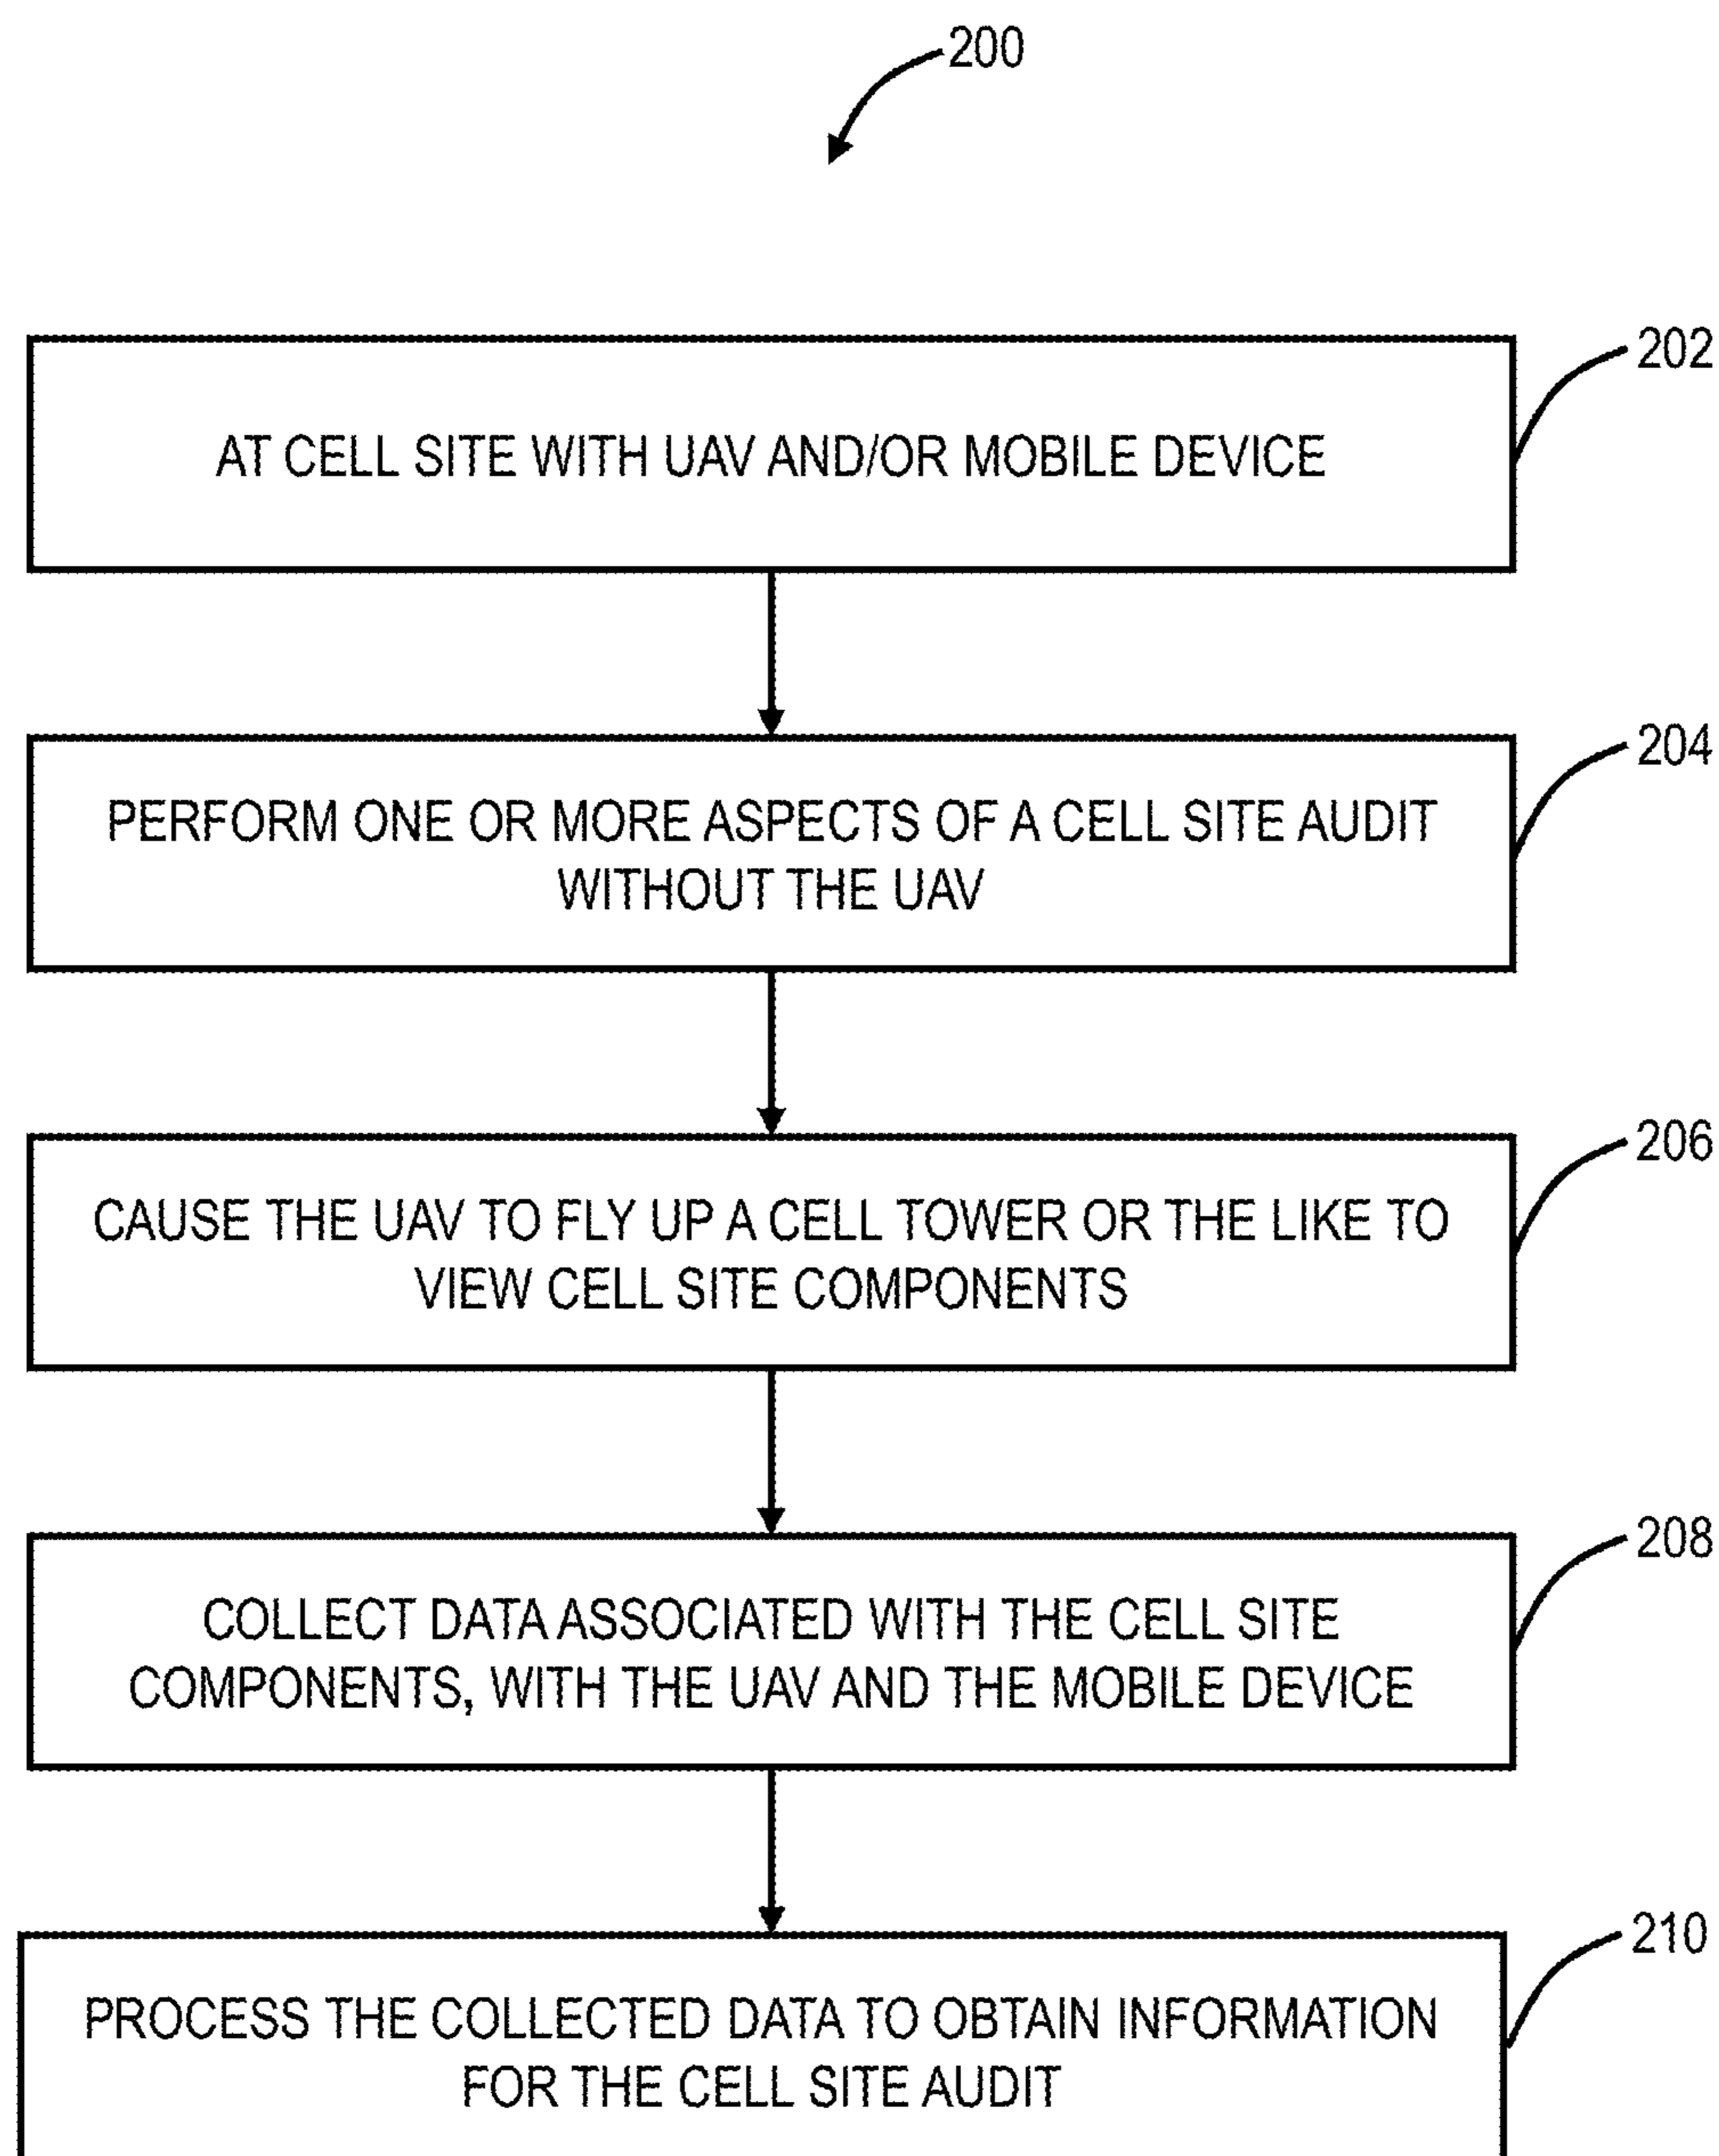 200
202
AT CELL SITE WITH UAV AND/OR MOBILE DEVICE
204
PERFORM ONE OR MORE ASPECTS OF A CELL SITE AUDIT
WITHOUT THE UAV
206
CAUSE THE UAV TO FLY UP A CELL TOWER OR THE LIKE TO
VIEW CELL SITE COMPONENTS
208
COLLECT DATA ASSOCIATED WITH THE CELL SITE
COMPONENTS, WITH THE UAV AND THE MOBILE DEVICE
210
PROCESS THE COLLECTED DATA TO OBTAIN INFORMATION
FOR THE CELL SITE AUDIT